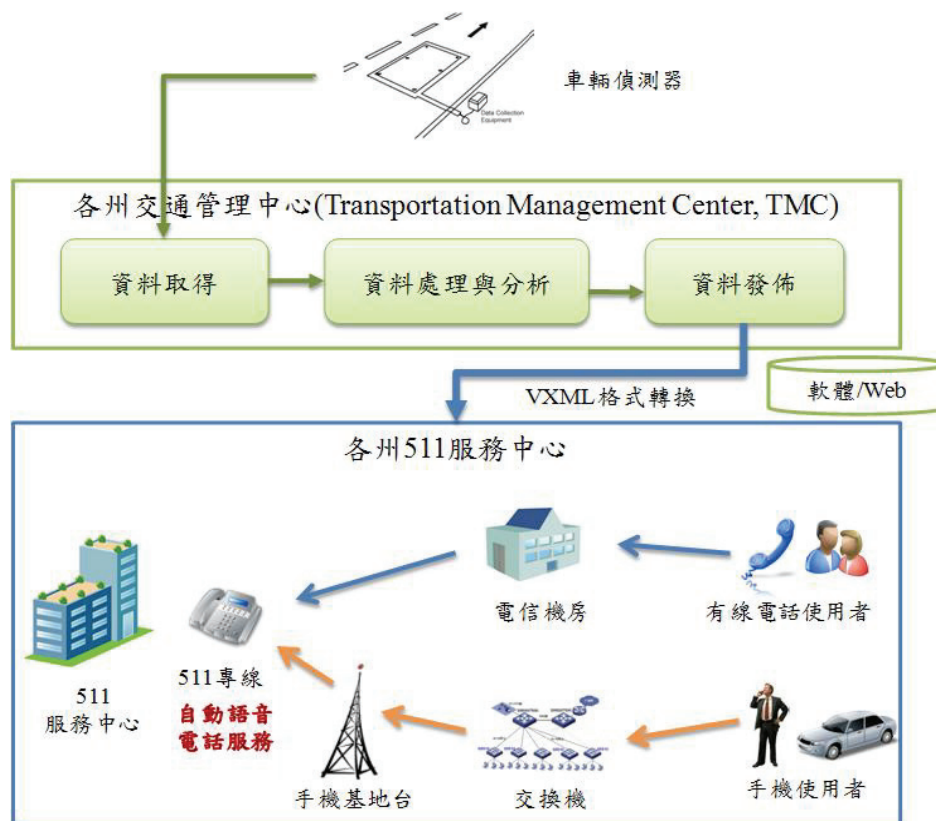 車輛偵測器
Data Collection
Equipment
各州交通管理中心(Transportation Management Center, TMC)
資料取得
資料處理與分析
資料發佈
VXML格式轉換
軟體/Web
各州511服務中心
電信機房
有線電話使用者
511
服務中心
511專線
自動語音
電話服務
手機基地台
交換機
手機使用者